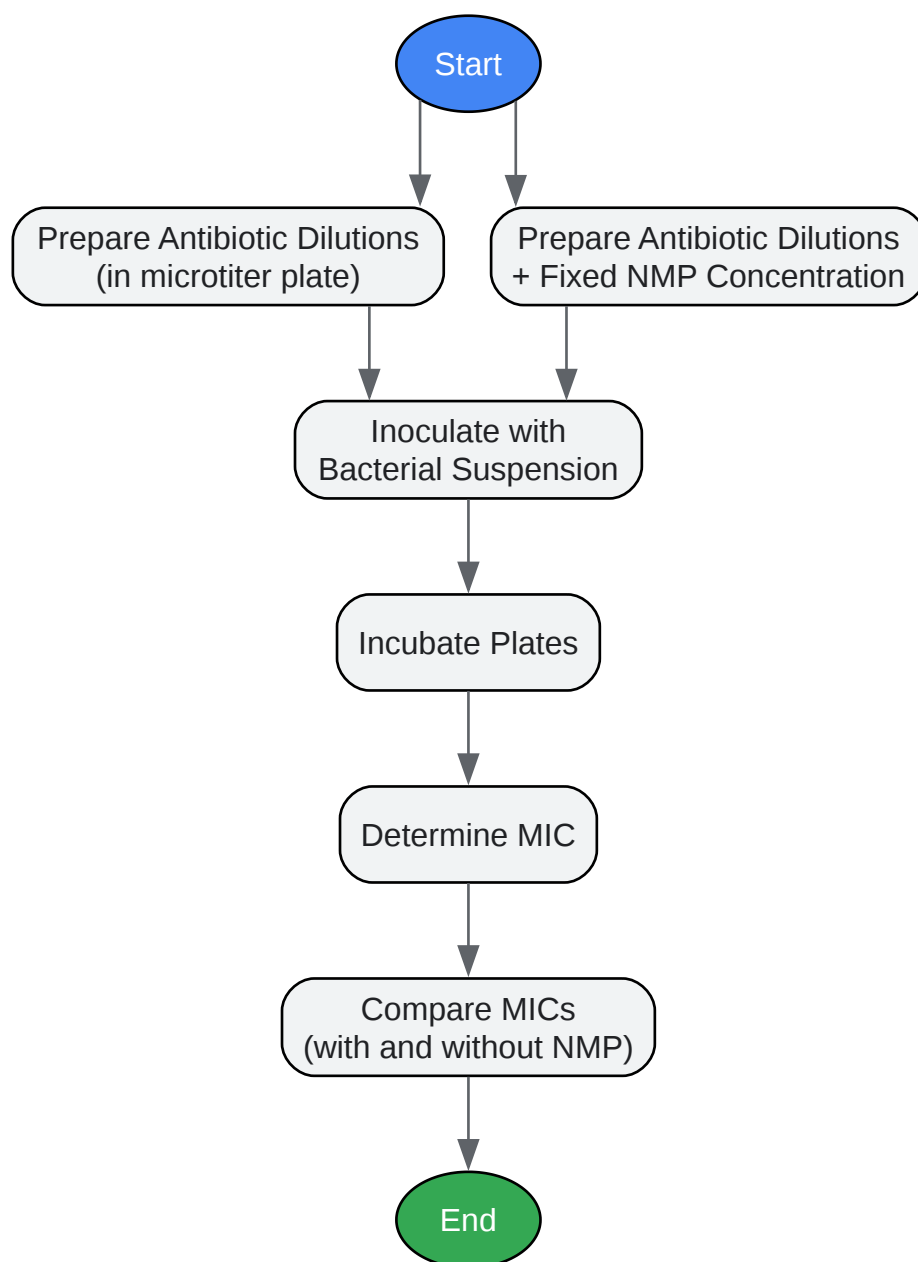 Start
Prepare Antibiotic Dilutions
(in microtiter plate)
Prepare Antibiotic Dilutions
+ Fixed NMP Concentration
Inoculate with
Bacterial Suspension
Incubate Plates
Determine MIC
Compare MICs
(with and without NMP)
End